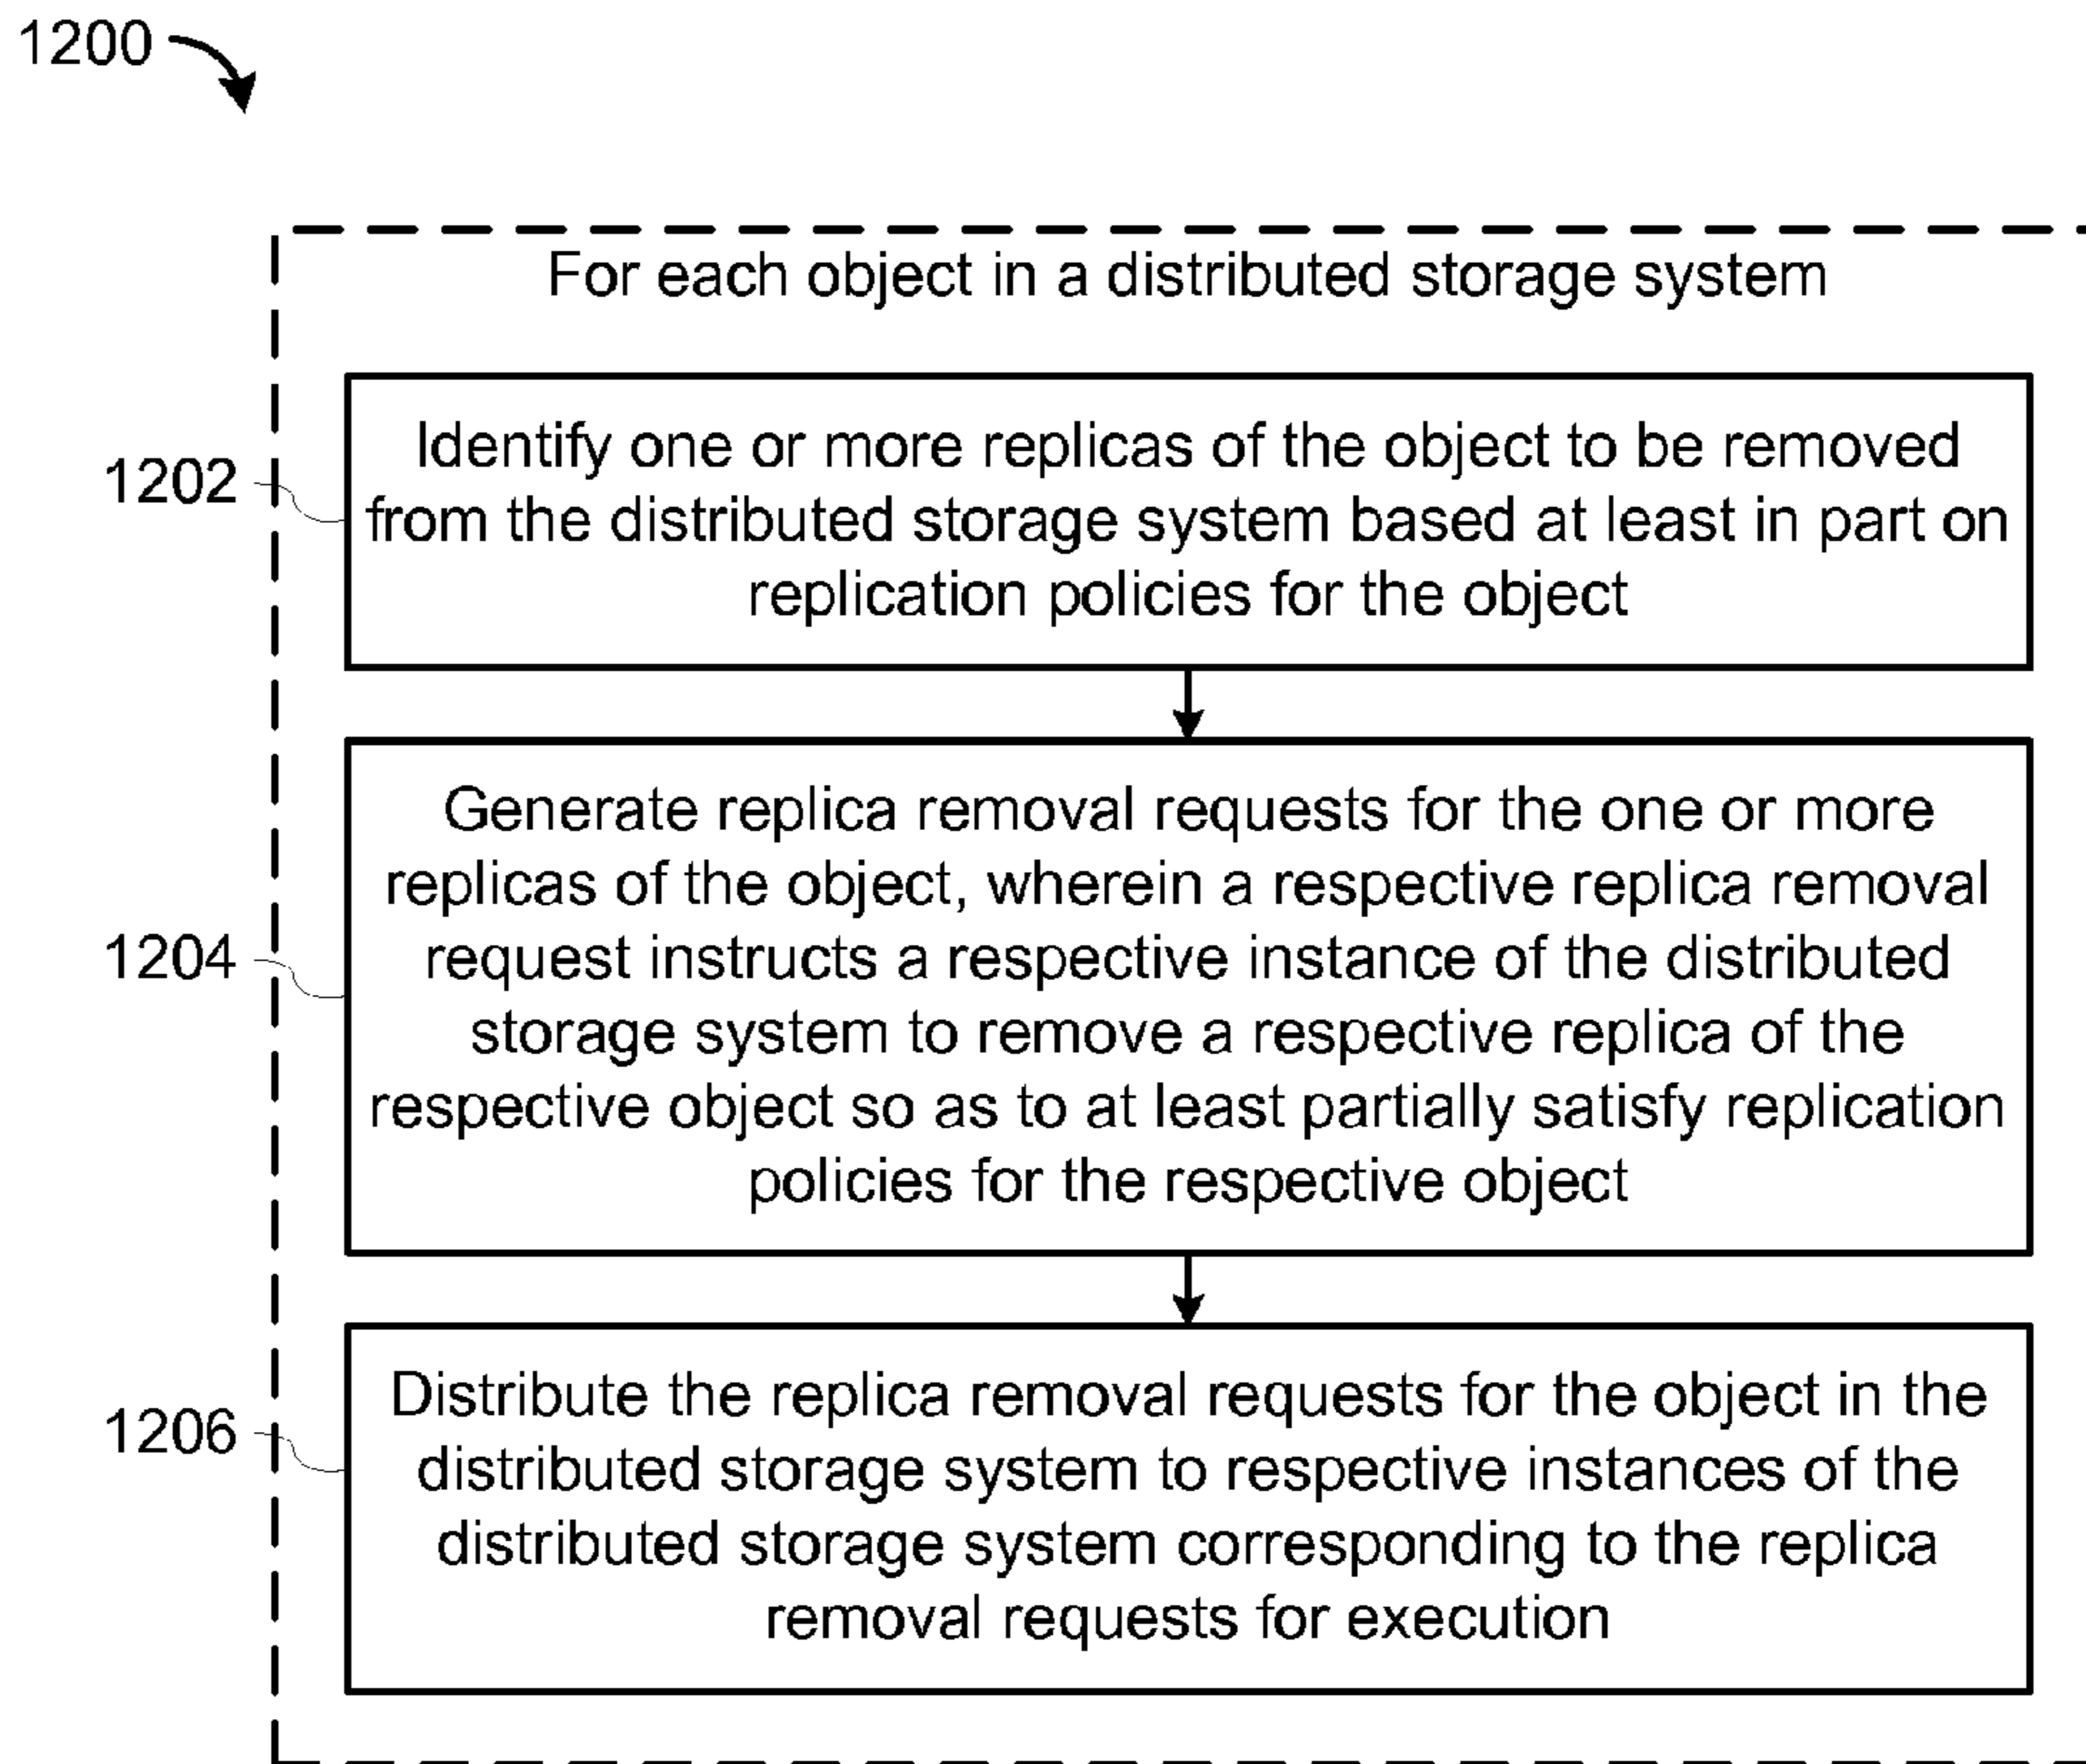 1200
For each object in a distributed storage system
1202
Identify one or more replicas of the object to be removed
from the distributed storage system based at least in part on
replication policies for the object
1204
Generate replica removal requests for the one or more
replicas of the object, wherein a respective replica removal
request instructs a respective instance of the distributed
storage system to remove a respective replica of the
respective object so as to at least partially satisfy replication
policies for the respective object
1206
Distribute the replica removal requests for the object in the
distributed storage system to respective instances of the
distributed storage system corresponding to the replica
removal requests for execution